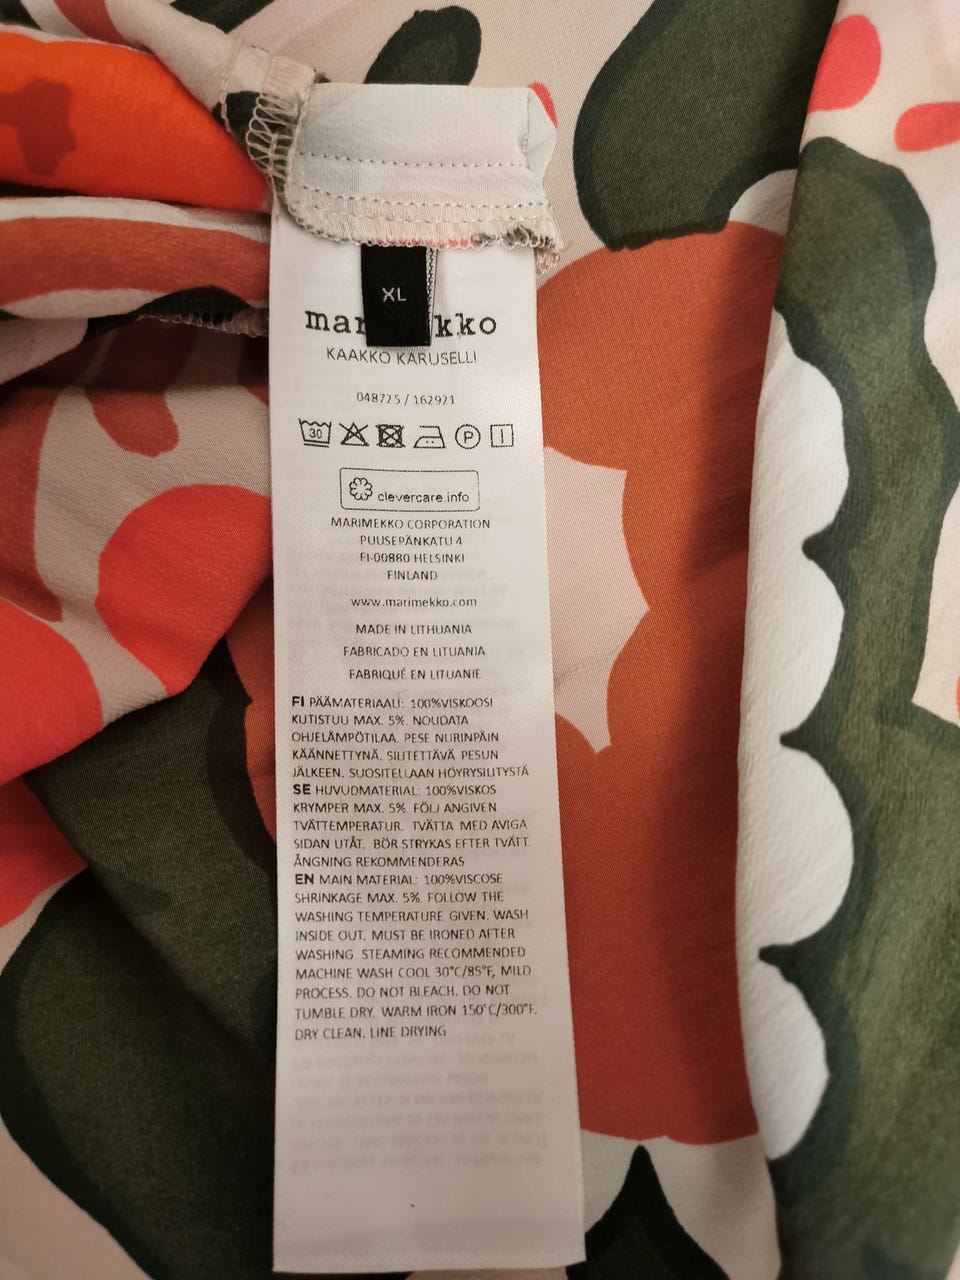 XL
mar kko
KAAKKO KARUSELLI
048725 / 162921
30 P
clevercare.info
MARIMEKKO CORPORATION
PUUSEPÄNKATU 4
FI-00880 HELSINKI
FINLAND
www.marimekko.com
MADE IN LITHUANIA
FABRICADO EN LITUANIA
FABRIQUÉ EN LITUANIE
FI PÄÄMATERIAALI: 100%VISKOOSI
KUTISTUU MAX. 5%. NOUDATA
OHJELÄMPÖTILAA. PESE NURINPÄIN
KÄÄNNETTYNÄ. SILITETTÄVÄ PESUN
JÄLKEEN. SUOSITELLAAN HÖYRYSILITYSTÄ
SE HUVUDMATERIAL: 100%VISKOS
KRYMPER MAX. 5%. FÖLJ ANGIVEN
TVÄTTEMPERATUR. TVÄTTA MED AVIGA
SIDAN UTÅT. BÖR STRYKAS EFTER TVÄTT.
ÅNGNING REKOMMENDERAS
EN MAIN MATERIAL: 100%VISCOSE
SHRINKAGE MAX. 5%. FOLLOW THE
WASHING TEMPERATURE GIVEN. WASH
INSIDE OUT. MUST BE IRONED AFTER
WASHING. STEAMING RECOMMENDED
MACHINE WASH COOL 30°C/85°F, MILD
PROCESS. DO NOT BLEACH. DO NOT
TUMBLE DRY. WARM IRON 150°C/300°F.
DRY CLEAN. LINE DRYING